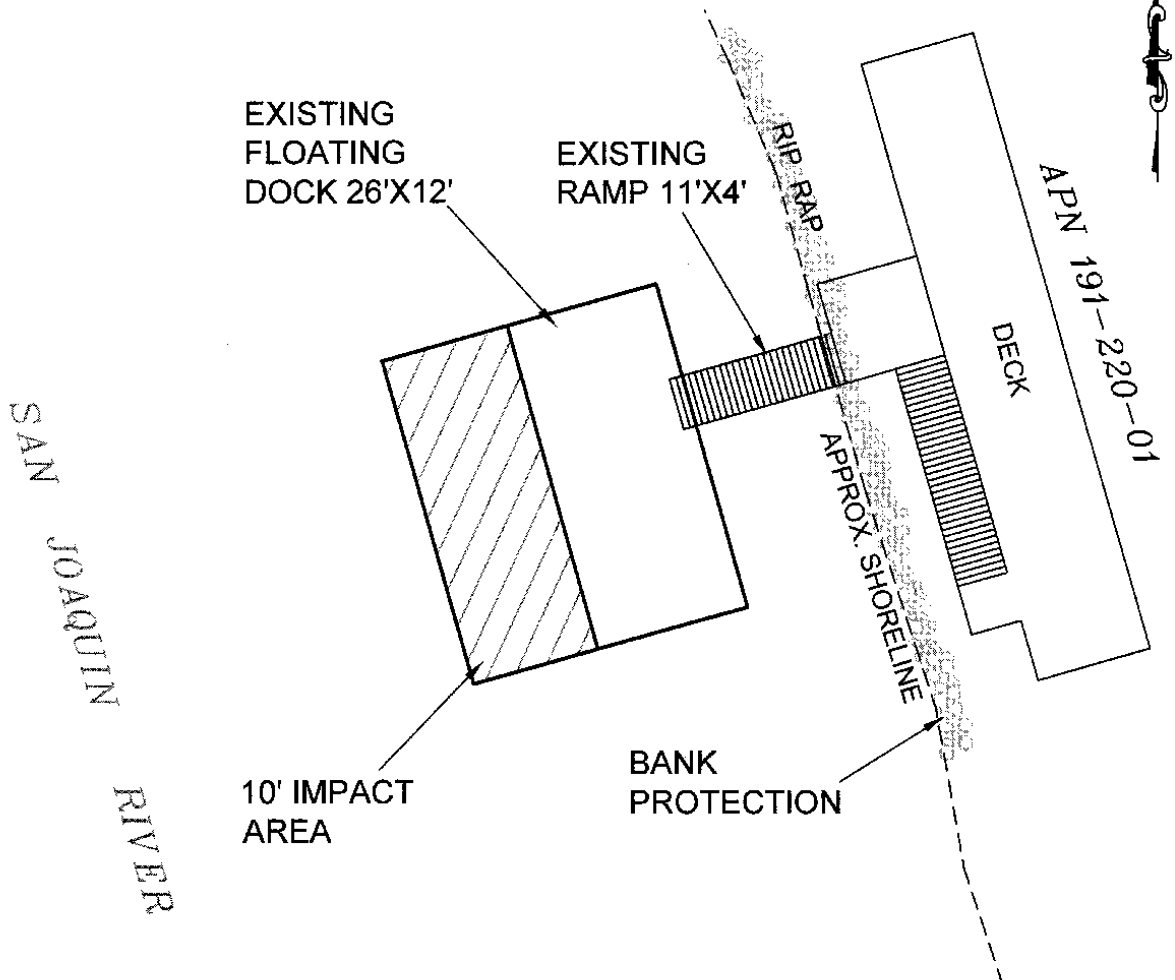 EXISTING
FLOATING
DOCK 26'X12'
EXISTING
RAMP 11'X4'
RIP RAP
APN 191-220-01
DECK
APPROX. SHORELINE
SAN JOAQUIN RIVER
10' IMPACT
AREA
BANK
PROTECTION